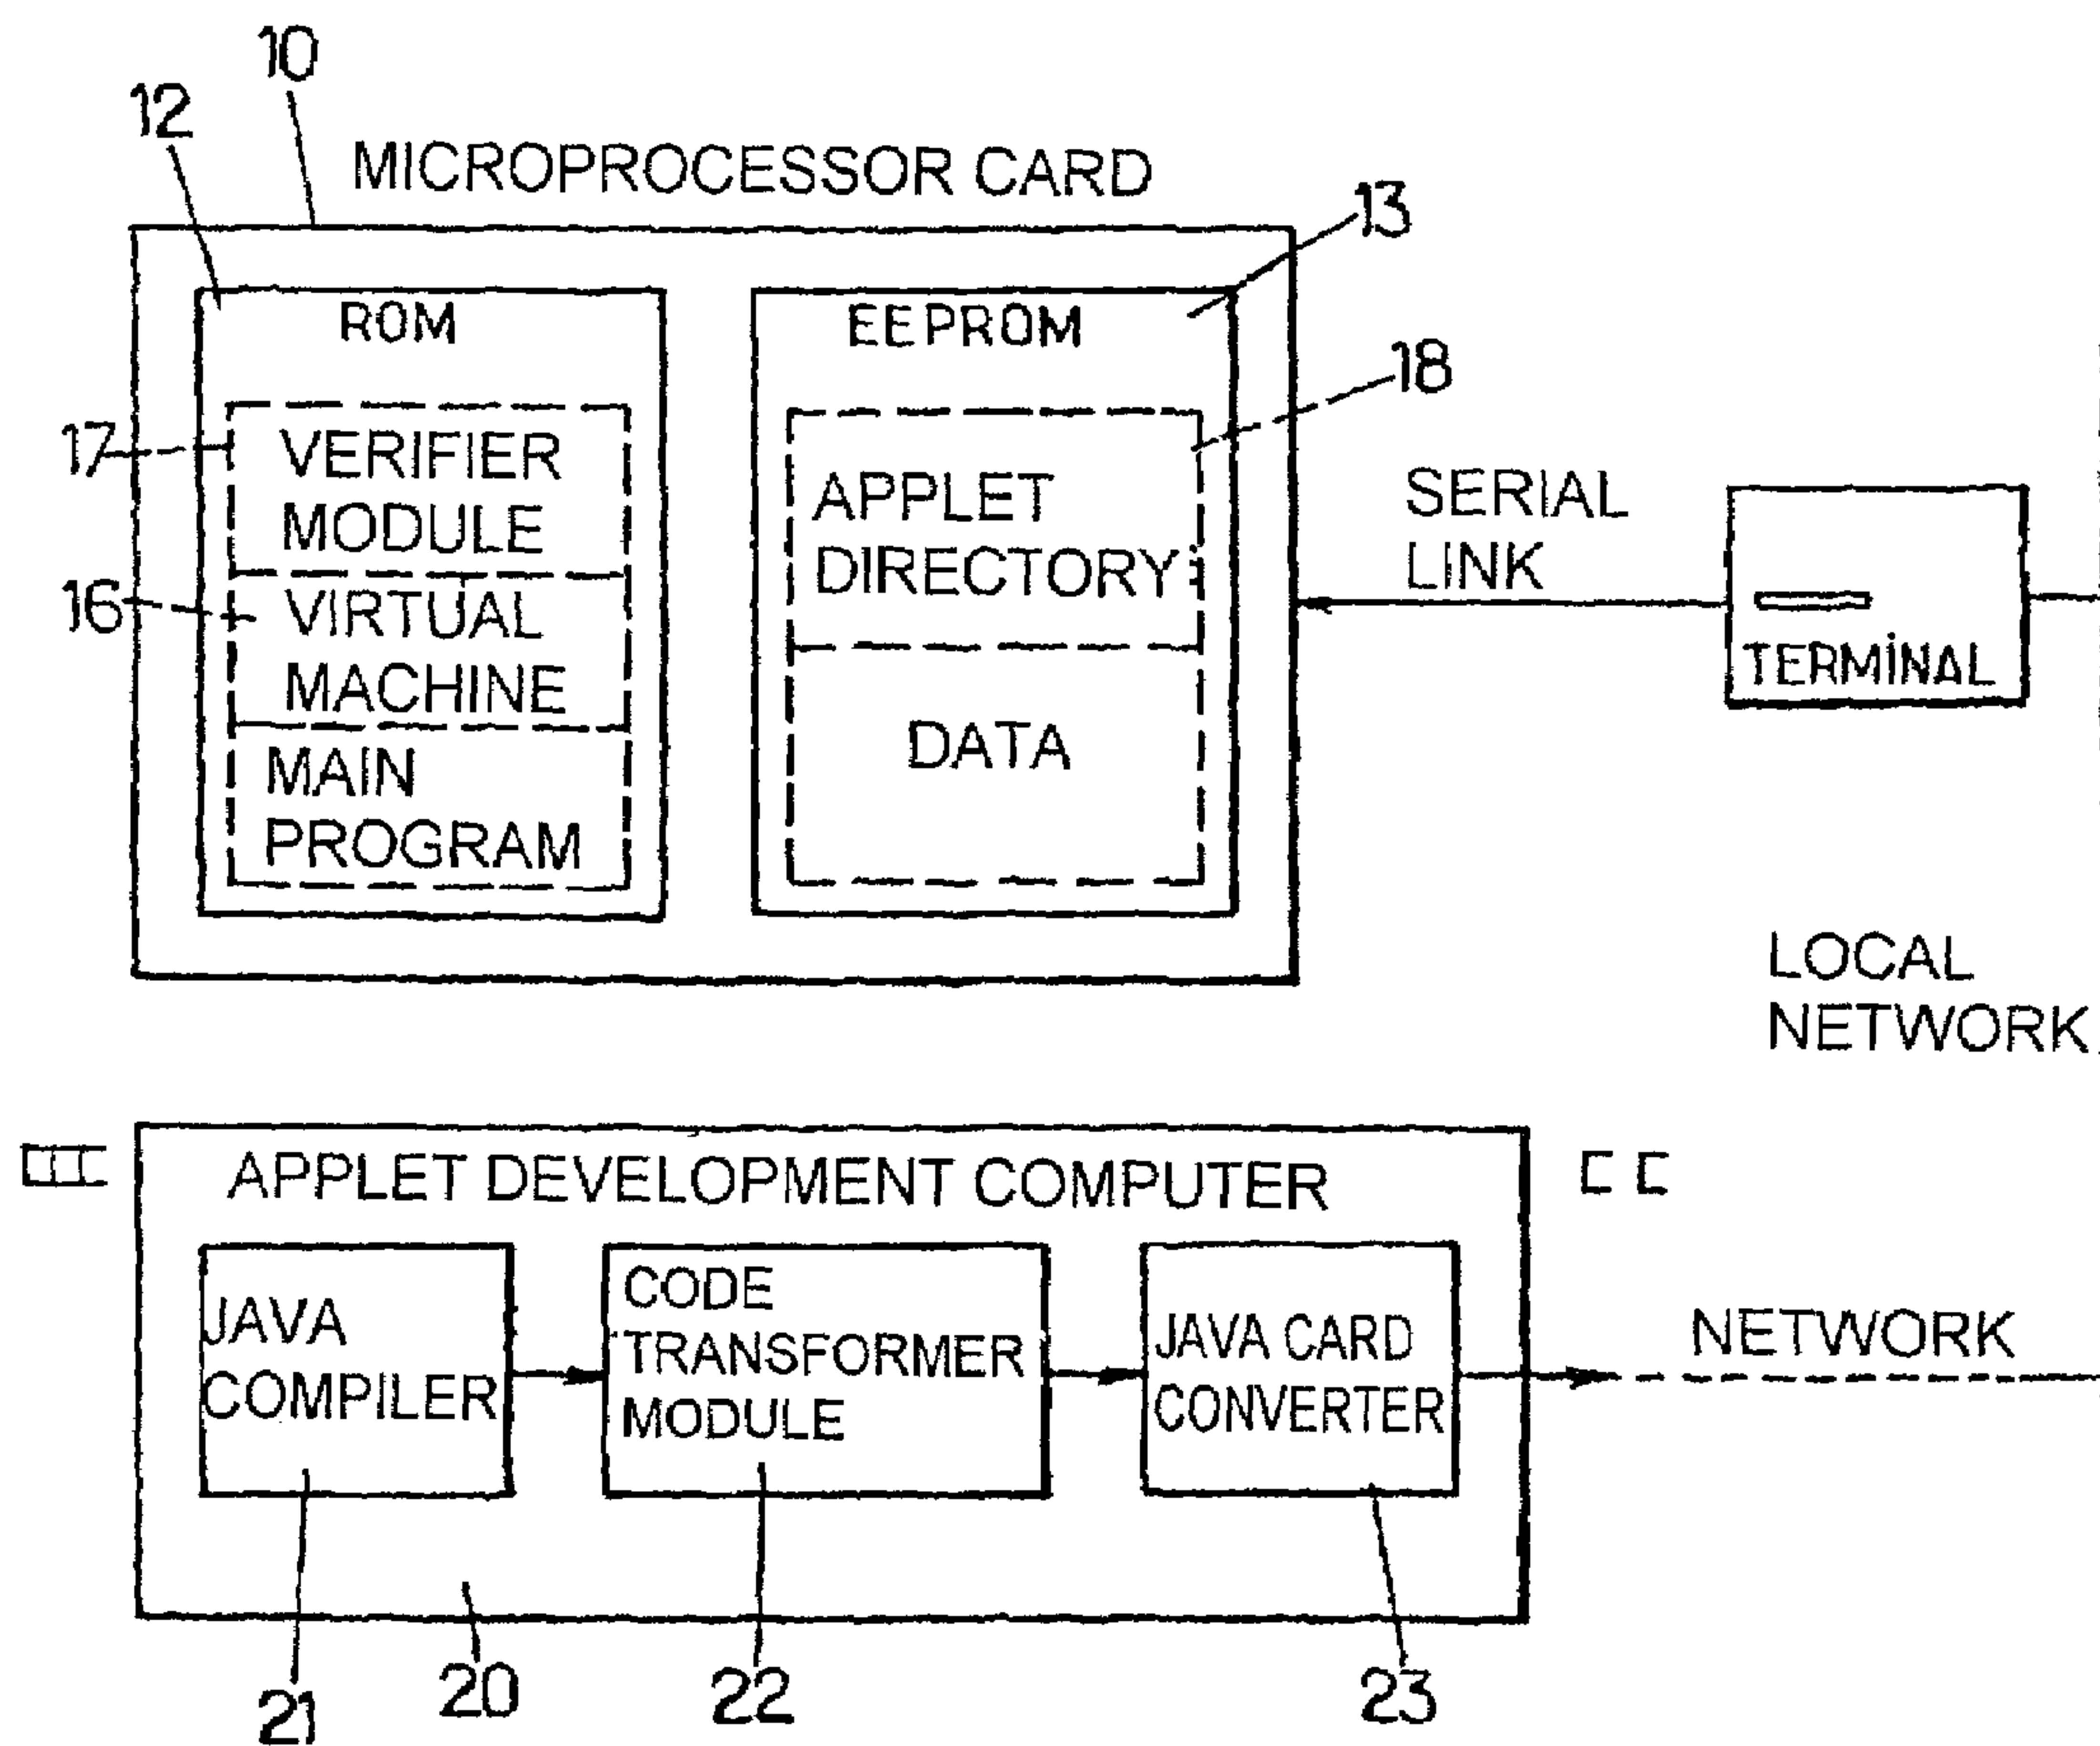 10
12
MICROPROCESSOR CARD
13
ROM
EEPROM
18
17
VERIFIER
MODULE
APPLET
DIRECTORY
SERIAL
LINK
16
VIRTUAL
MACHINE
TERMINAL
MAIN
PROGRAM
DATA
LOCAL
NETWORK
APPLET DEVELOPMENT COMPUTER
JAVA
COMPILER
CODE
TRANSFORMER
MODULE
JAVA CARD
CONVERTER
NETWORK
21
20
22
23